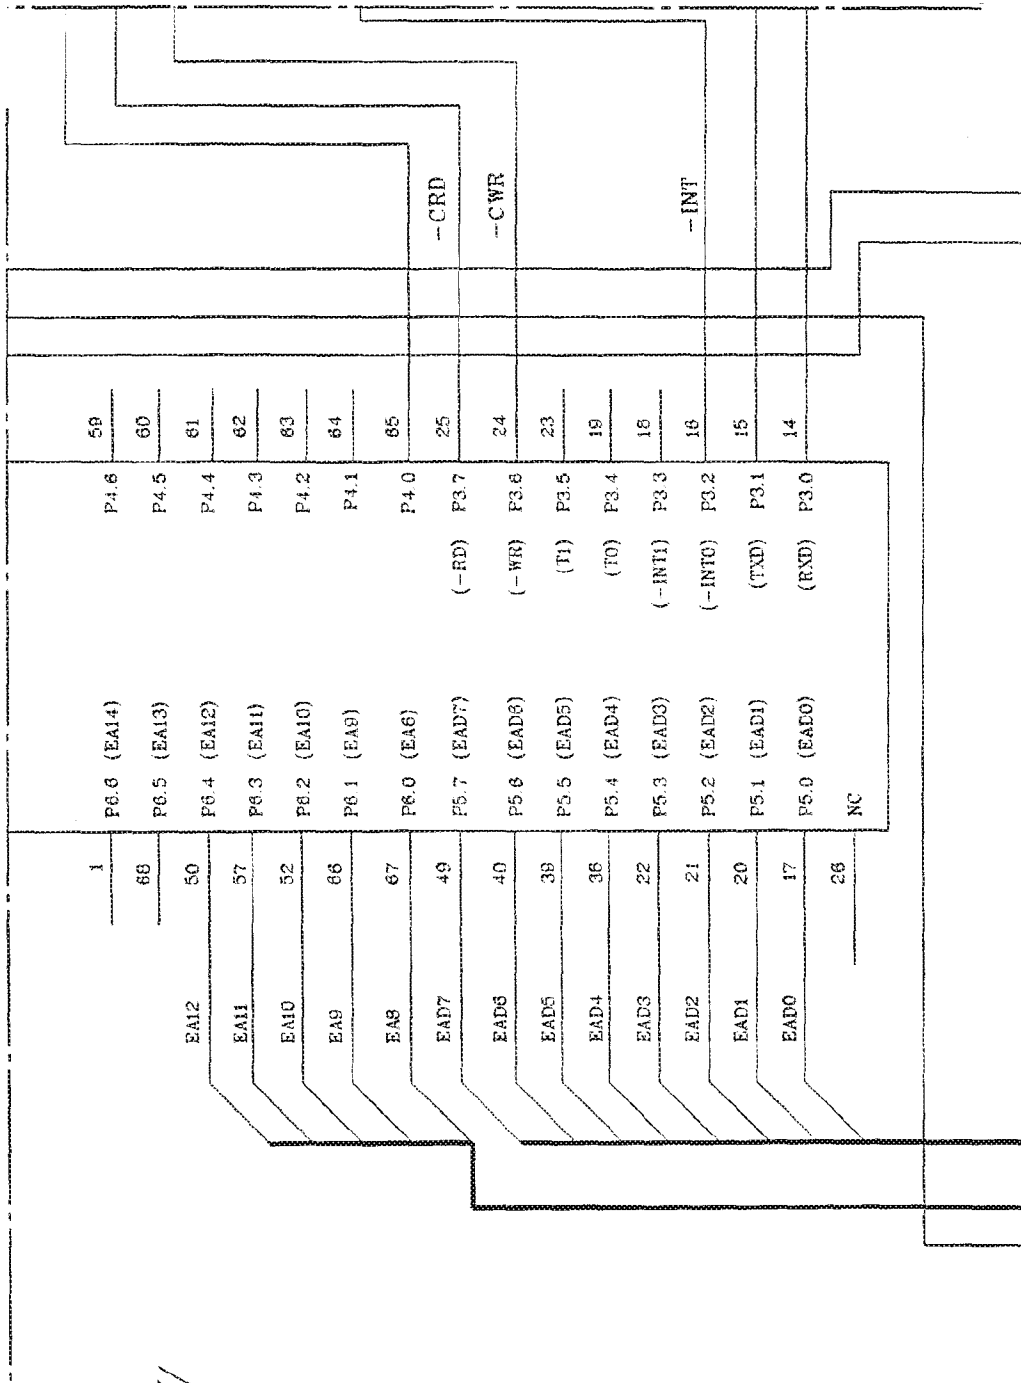 1 P6.6 (EA14) P4.6 59
68 P6.5 (EA13) P4.5 60
EA12 50 P6.4 (EA12) P4.4 61
EA11 57 P6.3 (EA11) P4.3 62
EA10 52 P6.2 (EA10) P4.2 63
EA9 66 P6.1 (EA9) P4.1 64
EA8 67 P6.0 (EA8) P4.0 65
EAD7 49 P5.7 (EAD7) (-RD) P3.7 25 -CRD
EAD6 40 P5.6 (EAD6) (-WR) P3.6 24 -CWR
EAD5 39 P5.5 (EAD5) (T1) P3.5 23
EAD4 38 P5.4 (EAD4) (T0) P3.4 19
EAD3 22 P5.3 (EAD3) (-INT1) P3.3 18
EAD2 21 P5.2 (EAD2) (-INT0) P3.2 16 -INT
EAD1 20 P5.1 (EAD1) (TXD) P3.1 15
EAD0 17 P5.0 (EAD0) (RXD) P3.0 14
26 NC